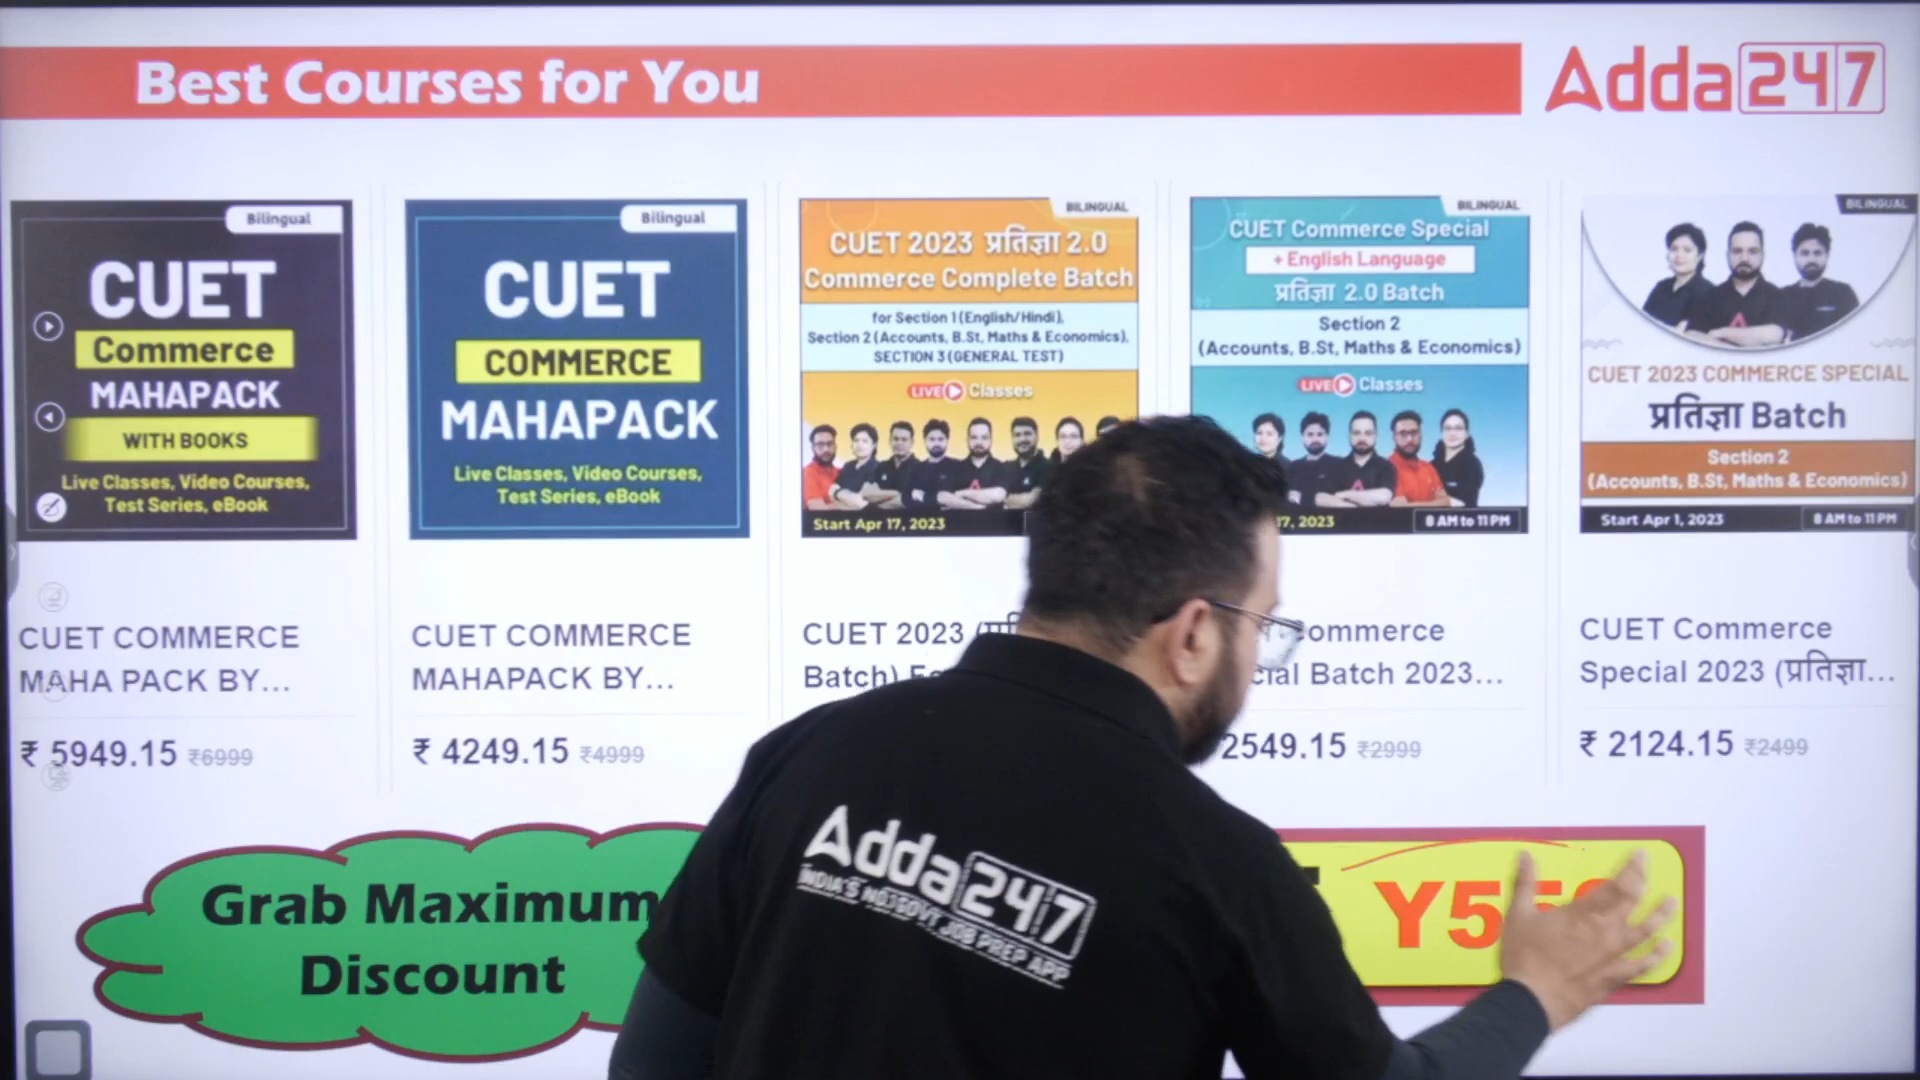 Best Courses for You
Adda247
Bilingual
CUET
Commerce
MAHAPACK
WITH BOOKS
Live Classes, Video Courses,
Test Series, eBook
CUET COMMERCE
MAHA PACK BY...
₹ 5949.15 ₹6999
Bilingual
CUET
COMMERCE
MAHAPACK
Live Classes, Video Courses,
Test Series, eBook
CUET COMMERCE
MAHAPACK BY...
₹ 4249.15 ₹4999
BILINGUAL
CUET 2023 प्रतिज्ञा 2.0
Commerce Complete Batch
for Section 1 (English/Hindi),
Section 2 (Accounts, B.St, Maths & Economics),
SECTION 3 (GENERAL TEST)
LIVE Classes
Start Apr 17, 2023
CUET 2023
Batch)
BILINGUAL
CUET Commerce Special
+ English Language
प्रतिज्ञा 2.0 Batch
Section 2
(Accounts, B.St, Maths & Economics)
LIVE Classes
17, 2023
8 AM to 11 PM
ommerce
cial Batch 2023...
2549.15 ₹2999
BILINGUAL
CUET 2023 COMMERCE SPECIAL
प्रतिज्ञा Batch
Section 2
(Accounts, B.St, Maths & Economics)
Start Apr 1, 2023
8 AM to 11 PM
CUET Commerce
Special 2023 (प्रतिज्ञा...
₹ 2124.15 ₹2499
Grab Maximum
Discount
Y55
Adda247
INDIA'S NO.1 GOVT JOB PREP APP